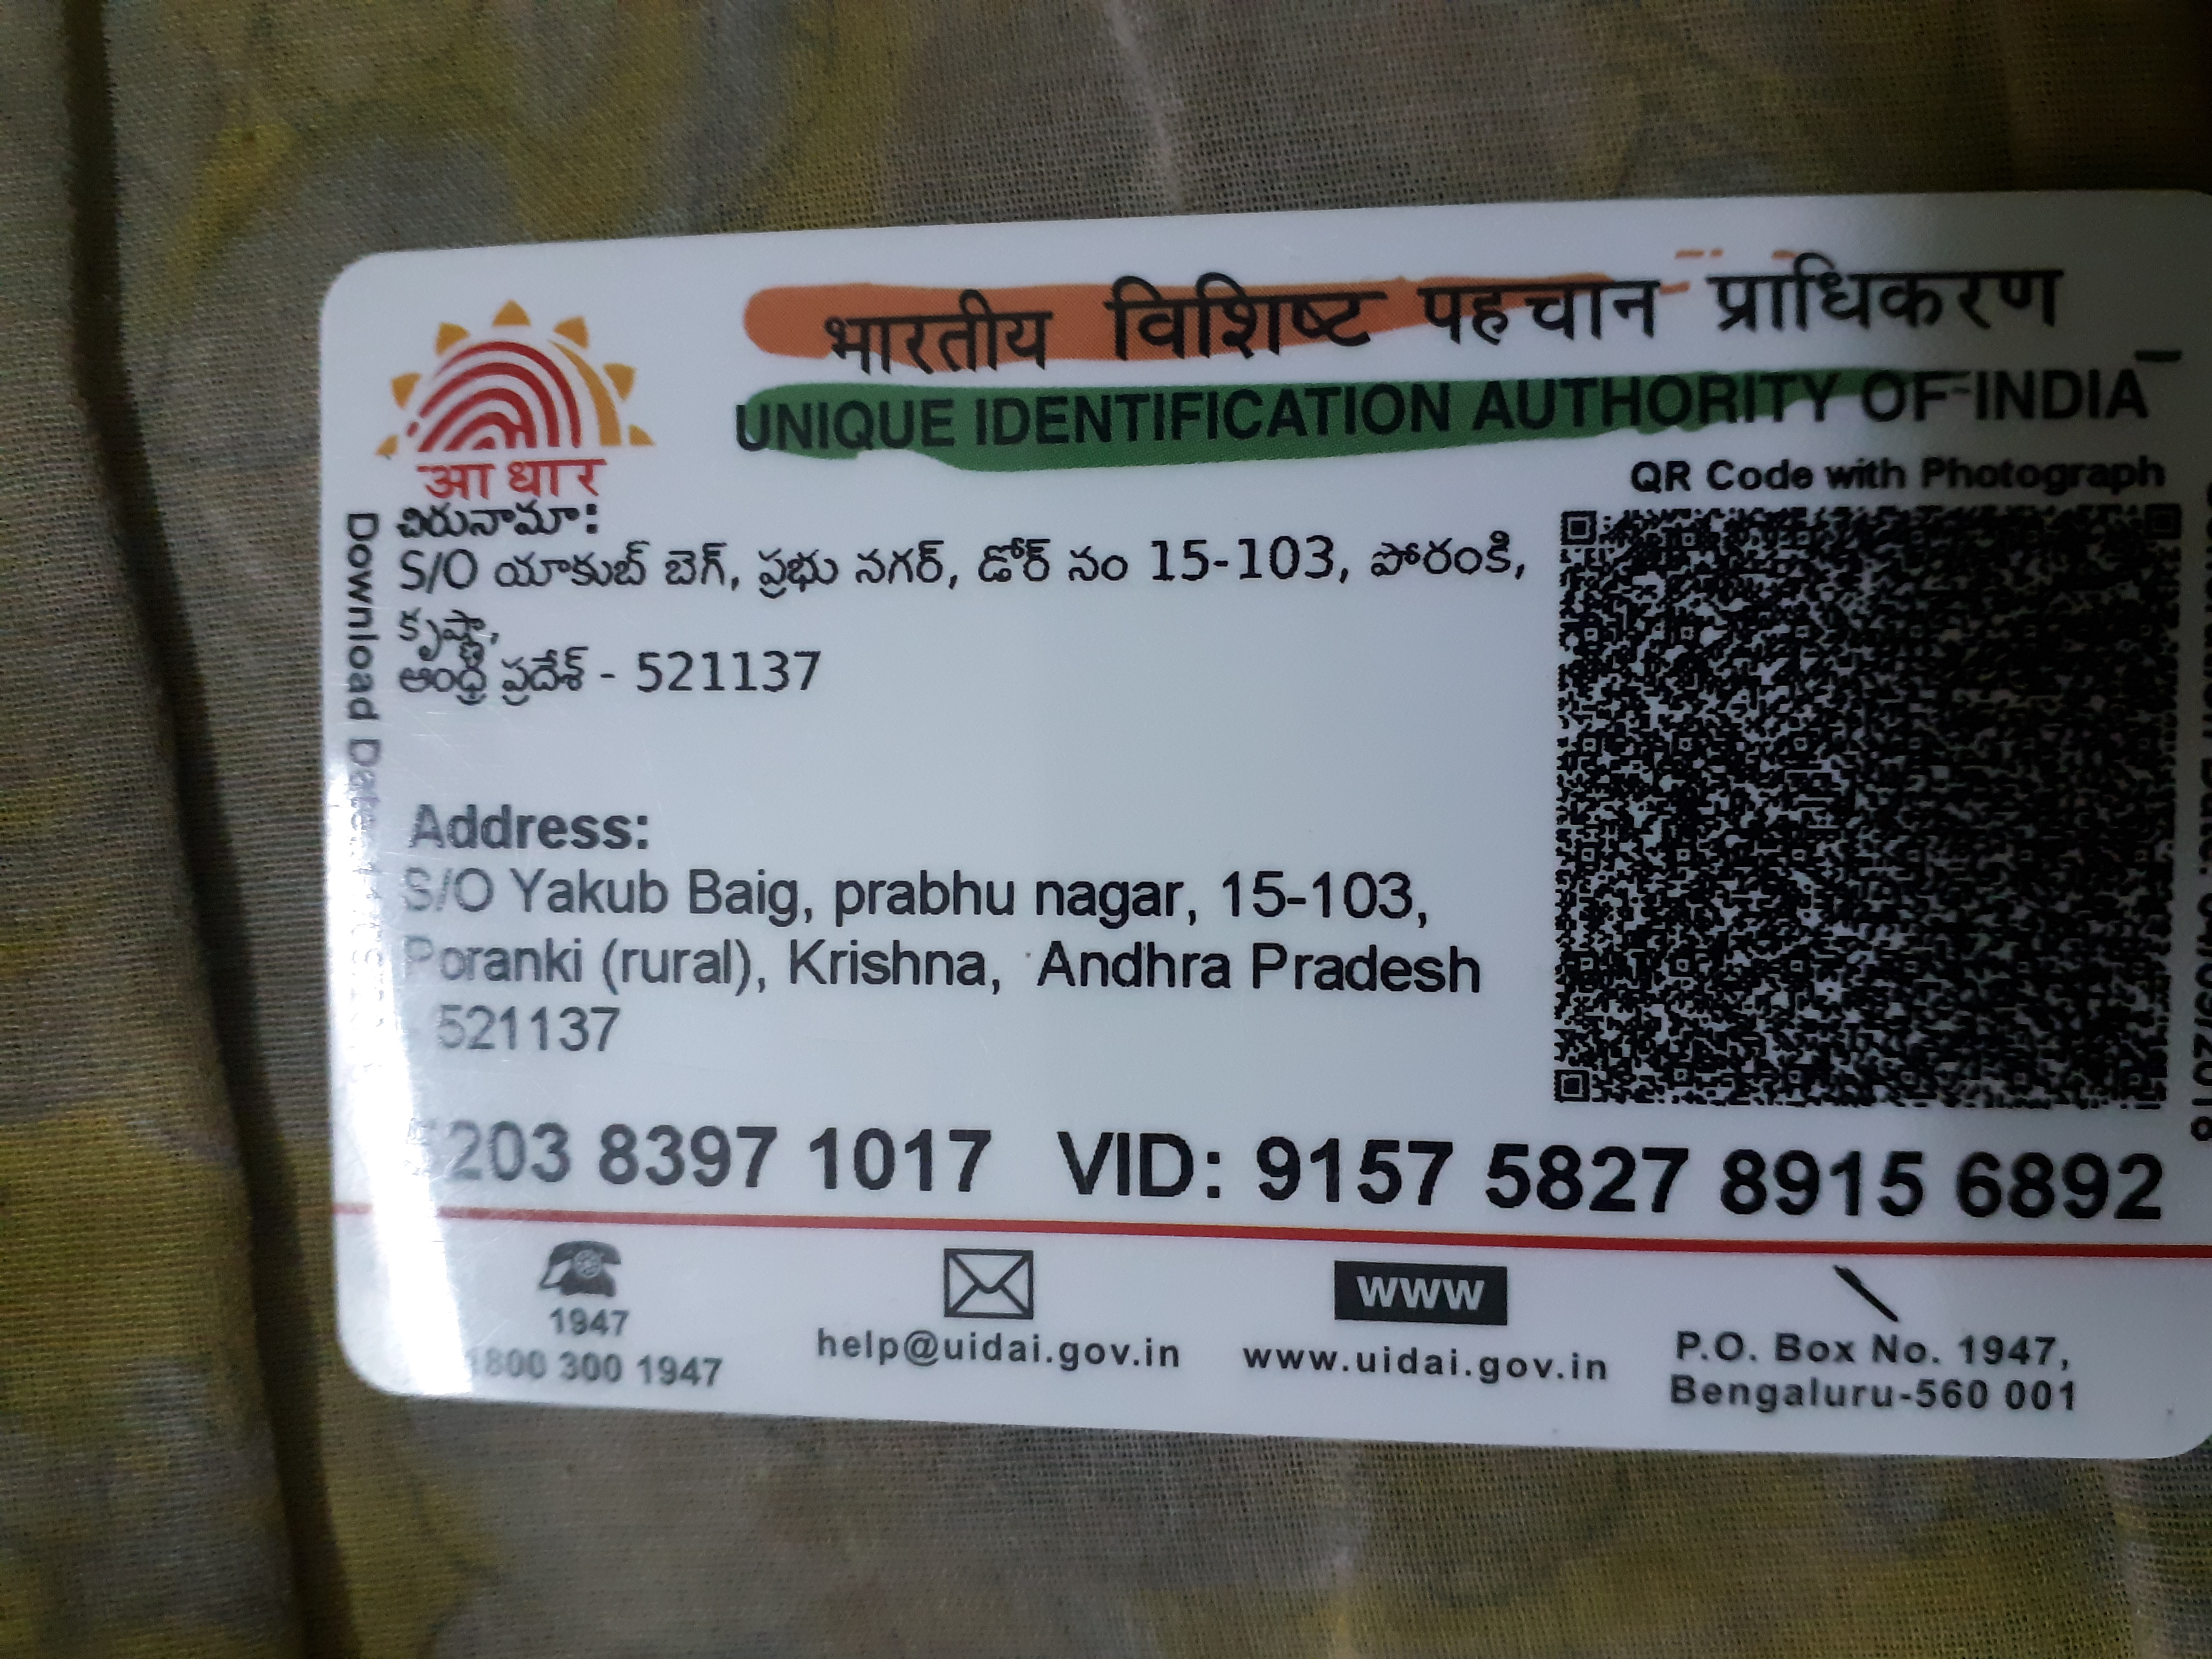 भारतीय विशिष्ट पहचान प्राधिकरण
UNIQUE IDENTIFICATION AUTHORITY OF INDIA
आधार
QR Code with Photograph
Download Date:
చిరునామా:
S/O యాకుబ్ బెగ్, ప్రభు నగర్, డోర్ నం 15-103, పోరంకి,
కృష్ణా,
ఆంధ్ర ప్రదేశ్ - 521137
Address:
S/O Yakub Baig, prabhu nagar, 15-103,
Poranki (rural), Krishna, Andhra Pradesh
521137
8397 1017 VID: 9157 5827 8915 6892
1947
1800 300 1947
help@uidai.gov.in
www
www.uidai.gov.in
P.O. Box No. 1947,
Bengaluru-560 001